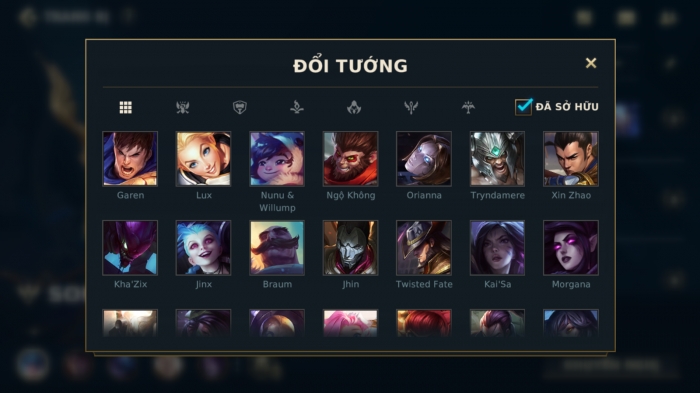 ĐỔI TƯỚNG
ĐÃ SỞ HỮU
Garen
Lux
Nunu &
Willump
Ngộ Không
Orianna
Tryndamere
Xin Zhao
Kha'Zix
Jinx
Braum
Jhin
Twisted Fate
Kai'Sa
Morgana